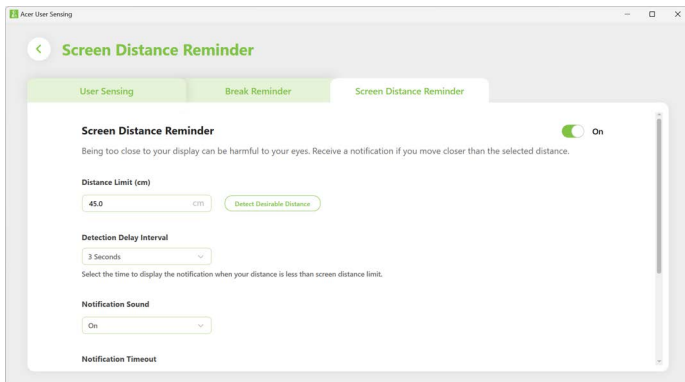 Acer User Sensing
Screen Distance Reminder
User Sensing
Break Reminder
Screen Distance Reminder
Screen Distance Reminder
On
Being too close to your display can be harmful to your eyes. Receive a notification if you move closer than the selected distance.
Distance Limit (cm)
45.0 cm
Detect Desirable Distance
Detection Delay Interval
3 Seconds
Select the time to display the notification when your distance is less than screen distance limit.
Notification Sound
On
Notification Timeout